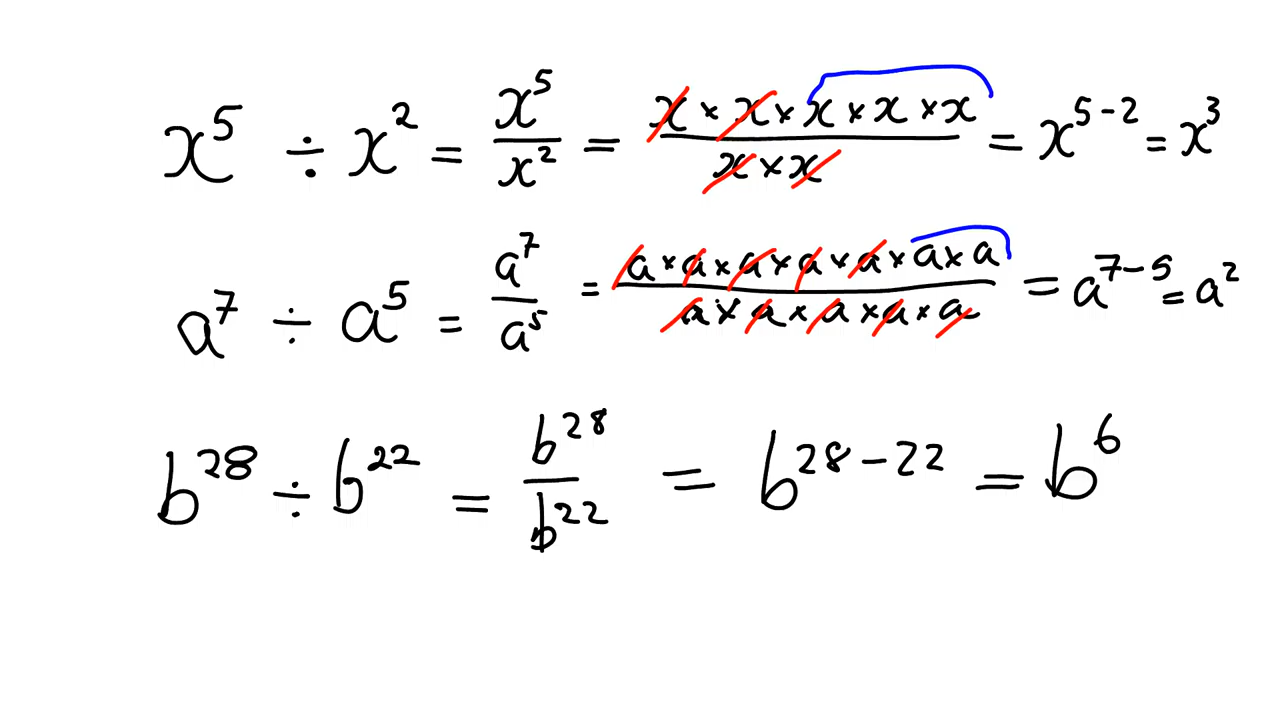 x⁵ ÷ x² = x⁵/x² = (x × x × x × x × x)/(x × x) = x⁵⁻² = x³
a⁷ ÷ a⁵ = a⁷/a⁵ = (a × a × a × a × a × a × a)/(a × a × a × a × a) = a⁷⁻⁵ = a²
b²⁸ ÷ b²² = b²⁸/b²² = b²⁸⁻²² = b⁶